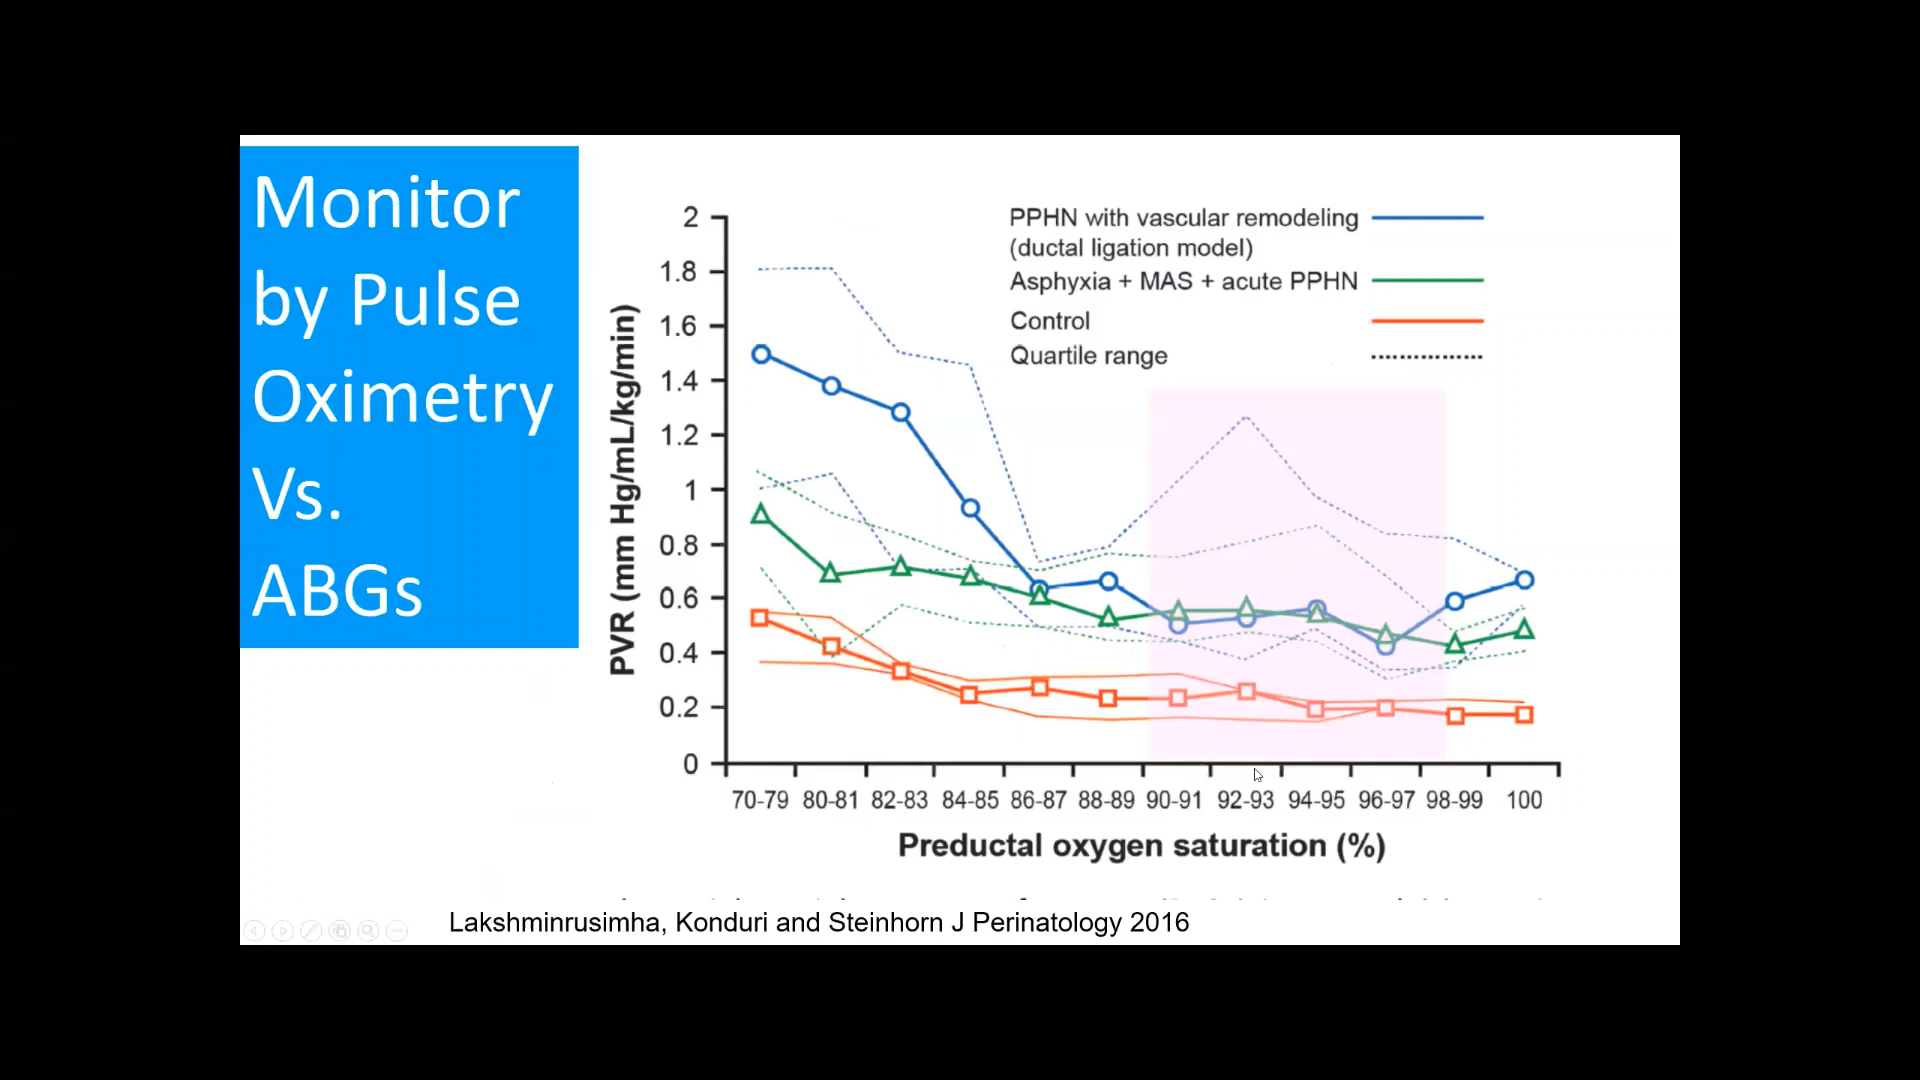 Monitor
by Pulse
Oximetry
Vs.
ABGs
PPHN with vascular remodeling
(ductal ligation model)
Asphyxia + MAS + acute PPHN
Control
Quartile range
PVR (mm Hg/mL/kg/min)
2
1.8
1.6
1.4
1.2
1
0.8
0.6
0.4
0.2
0
70-79 80-81 82-83 84-85 86-87 88-89 90-91 92-93 94-95 96-97 98-99 100
Preductal oxygen saturation (%)
Lakshminrusimha, Konduri and Steinhorn J Perinatology 2016